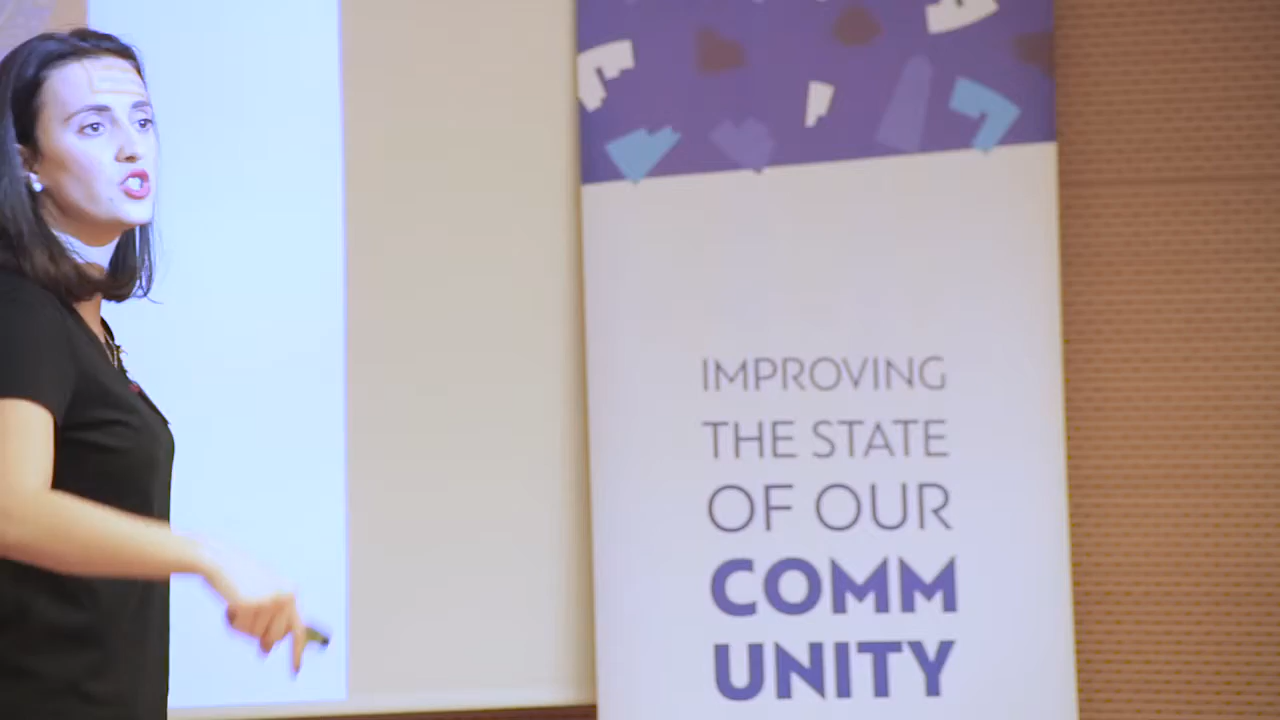 IMPROVING
THE STATE
OF OUR
COMM
UNITY